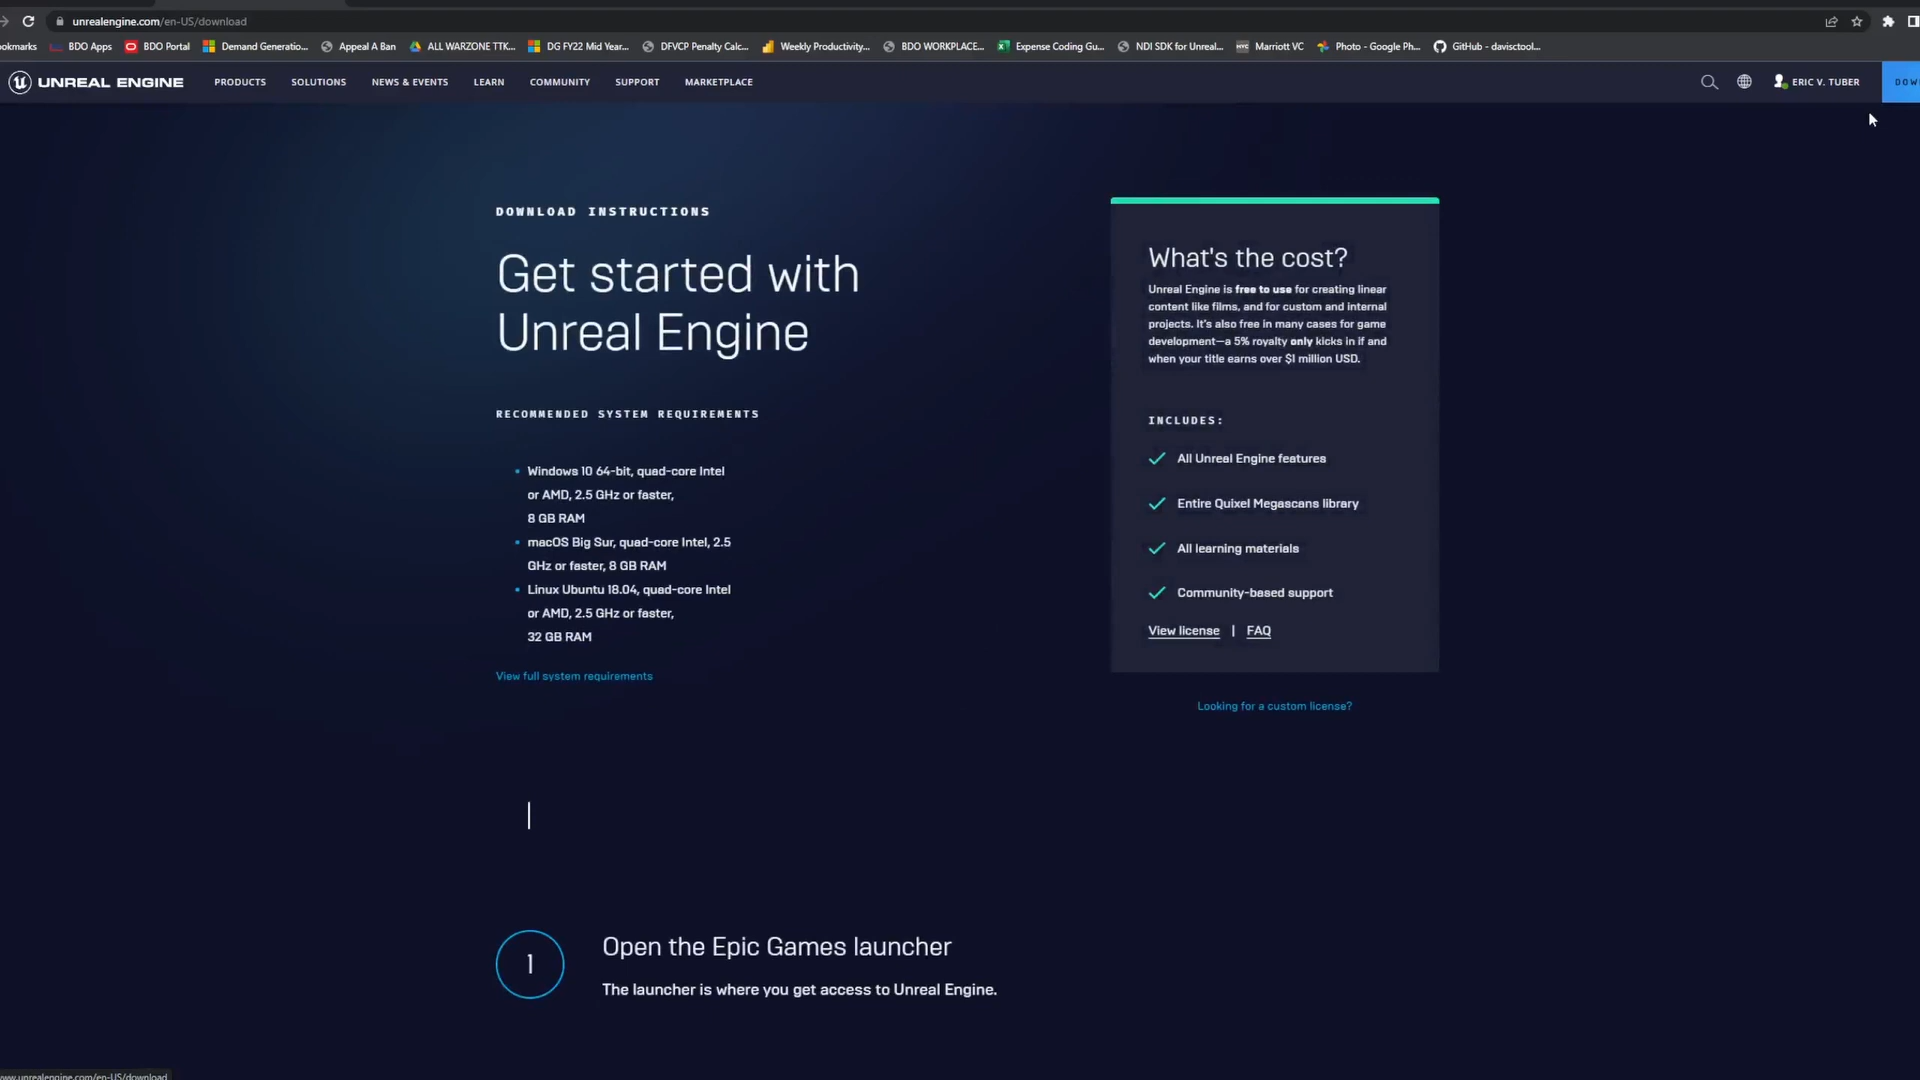 unrealengine.com/en-US/download
okmarks BDO Apps BDO Portal Demand Generatio... Appeal A Ban ALL WARZONE TTK... DG FY22 Mid Year... DFVCP Penalty Calc... Weekly Productivity... BDO WORKPLACE... Expense Coding Gu... NDI SDK for Unreal... Marriott VC Photo - Google Ph... GitHub - davisctool...
UNREAL ENGINE PRODUCTS SOLUTIONS NEWS & EVENTS LEARN COMMUNITY SUPPORT MARKETPLACE ERIC V. TUBER DOW
DOWNLOAD INSTRUCTIONS
Get started with
Unreal Engine
RECOMMENDED SYSTEM REQUIREMENTS
Windows 10 64-bit, quad-core Intel
or AMD, 2.5 GHz or faster,
8 GB RAM
macOS Big Sur, quad-core Intel, 2.5
GHz or faster, 8 GB RAM
Linux Ubuntu 18.04, quad-core Intel
or AMD, 2.5 GHz or faster,
32 GB RAM
View full system requirements
What's the cost?
Unreal Engine is free to use for creating linear
content like films, and for custom and internal
projects. It's also free in many cases for game
development—a 5% royalty only kicks in if and
when your title earns over $1 million USD.
INCLUDES:
All Unreal Engine features
Entire Quixel Megascans library
All learning materials
Community-based support
View license | FAQ
Looking for a custom license?
1
Open the Epic Games launcher
The launcher is where you get access to Unreal Engine.
www.unrealengine.com/en-US/download